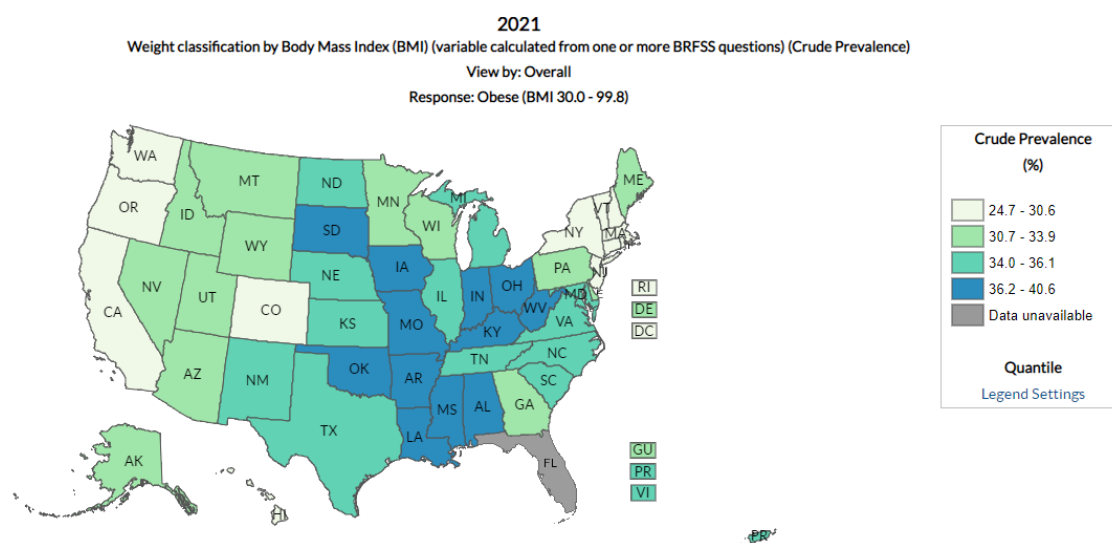 2021
Weight classification by Body Mass Index (BMI) (variable calculated from one or more BRFSS questions) (Crude Prevalence)
View by: Overall
Response: Obese (BMI 30.0 - 99.8)
Crude Prevalence
(%)
24.7 - 30.6
30.7 - 33.9
34.0 - 36.1
36.2 - 40.6
Data unavailable
Quantile
Legend Settings
WA
MT
ND
ME
OR
ID
MN
MI
VT
SD
WI
NY
MA
WY
IA
PA
NE
NJ
NV
UT
CO
IL
IN
OH
MD
E
RI
CA
KS
MO
WV
DE
KY
VA
DC
AZ
NM
OK
TN
NC
AR
SC
TX
MS
AL
GA
LA
GU
AK
FL
PR
VI
HI
PR